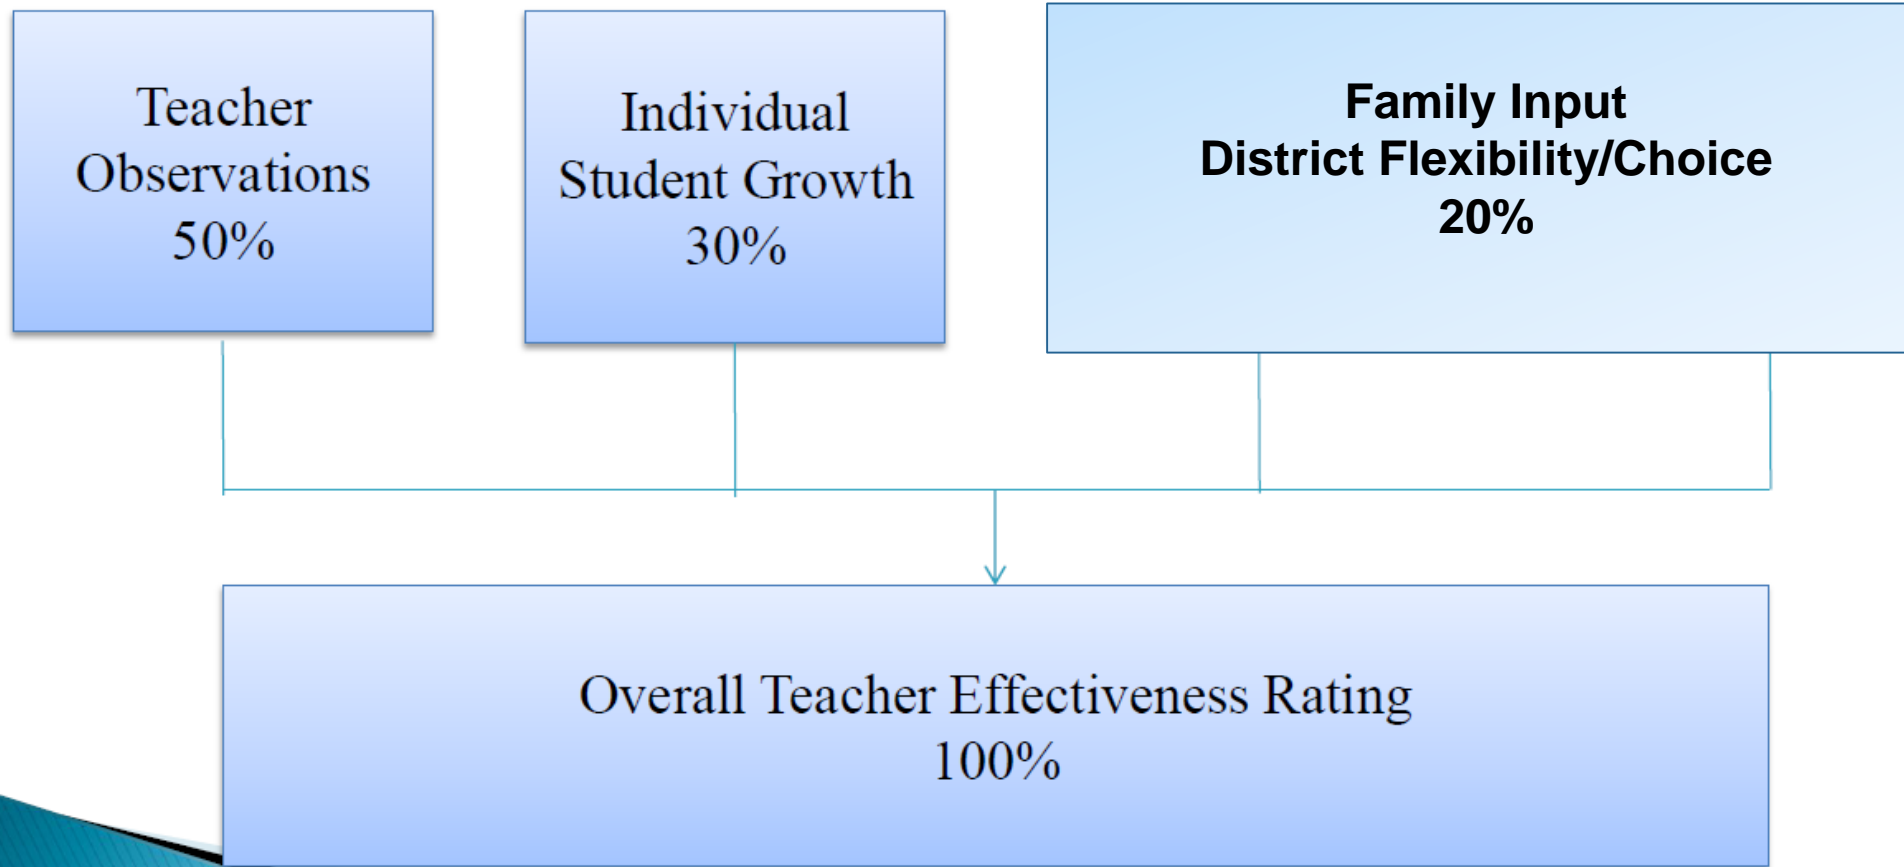 Teacher
Observations
50%
Individual
Student Growth
30%
Family Input
District Flexibility/Choice
20%
Overall Teacher Effectiveness Rating
100%